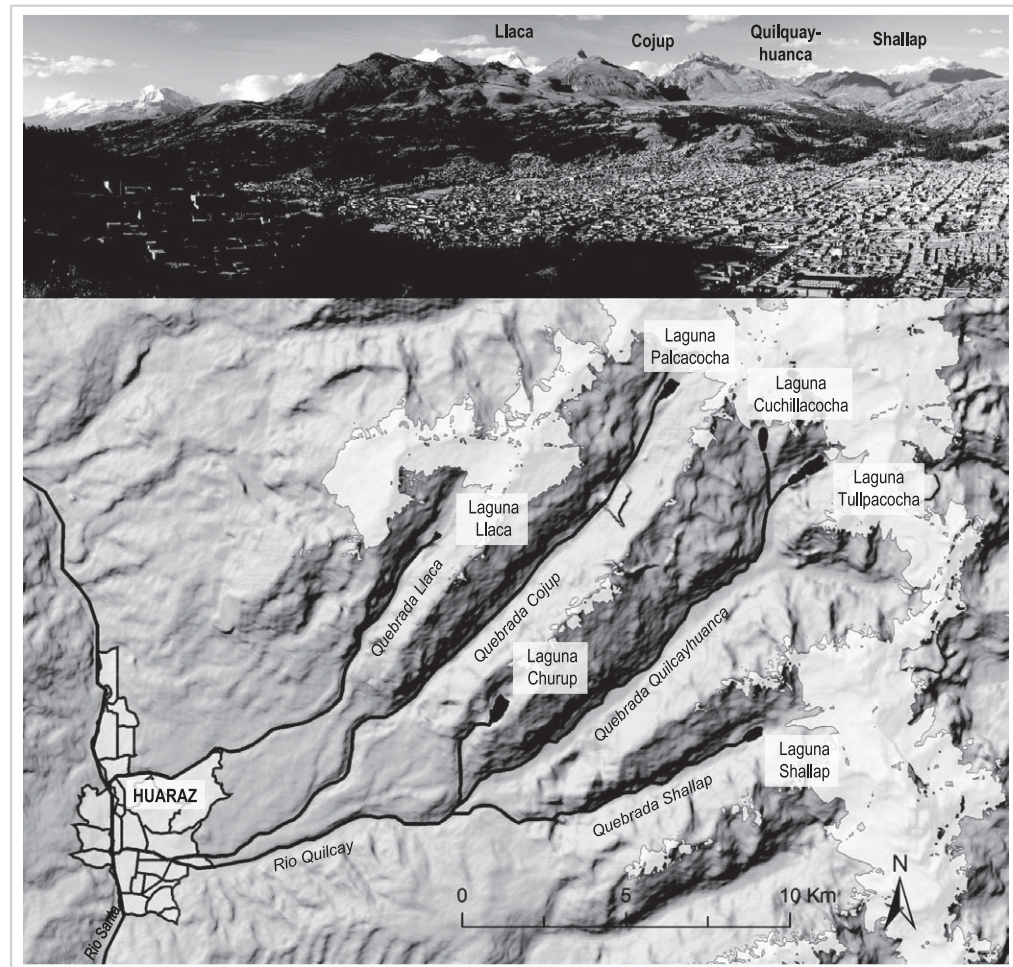 Llaca
Cojup
Quilquay-
huanca
Shallap
Laguna
Palcacocha
Laguna
Cuchillacocha
Laguna
Tullpacocha
Laguna
Llaca
Quebrada Llaca
Quebrada Cojup
Laguna
Churup
Quebrada Quilcayhuanca
Laguna
Shallap
Quebrada Shallap
HUARAZ
Rio Quilcay
Rio Santa
0 5 10 Km
N